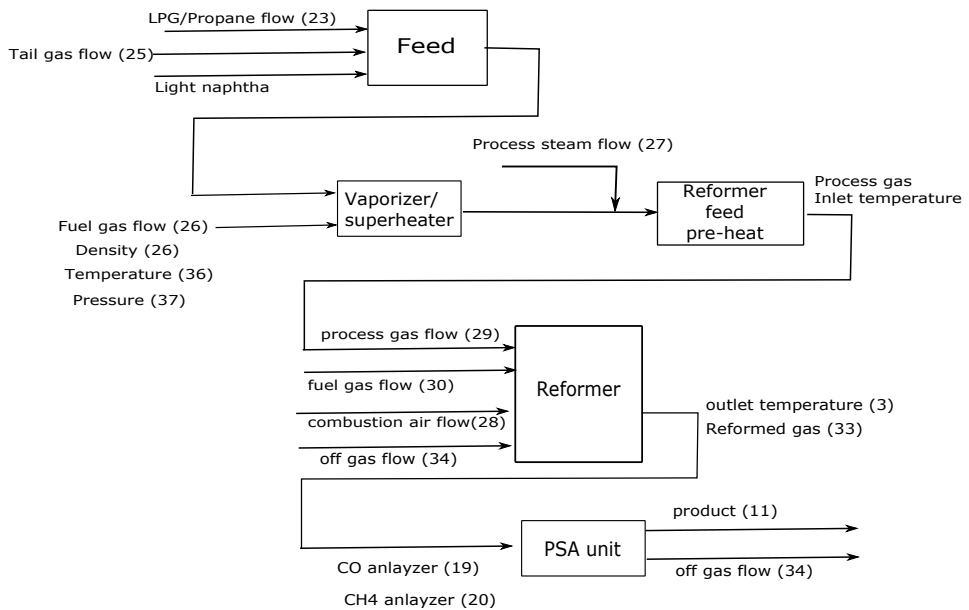 LPG/Propane flow (23)
Feed
Tail gas flow (25)
Light naphtha
Process steam flow (27)
Vaporizer/
superheater
Reformer
feed
pre-heat
Process gas
Inlet temperature
Fuel gas flow (26)
Density (26)
Temperature (36)
Pressure (37)
process gas flow (29)
fuel gas flow (30)
combustion air flow(28)
off gas flow (34)
Reformer
outlet temperature (3)
Reformed gas (33)
CO anlayzer (19)
CH4 anlayzer (20)
PSA unit
product (11)
off gas flow (34)